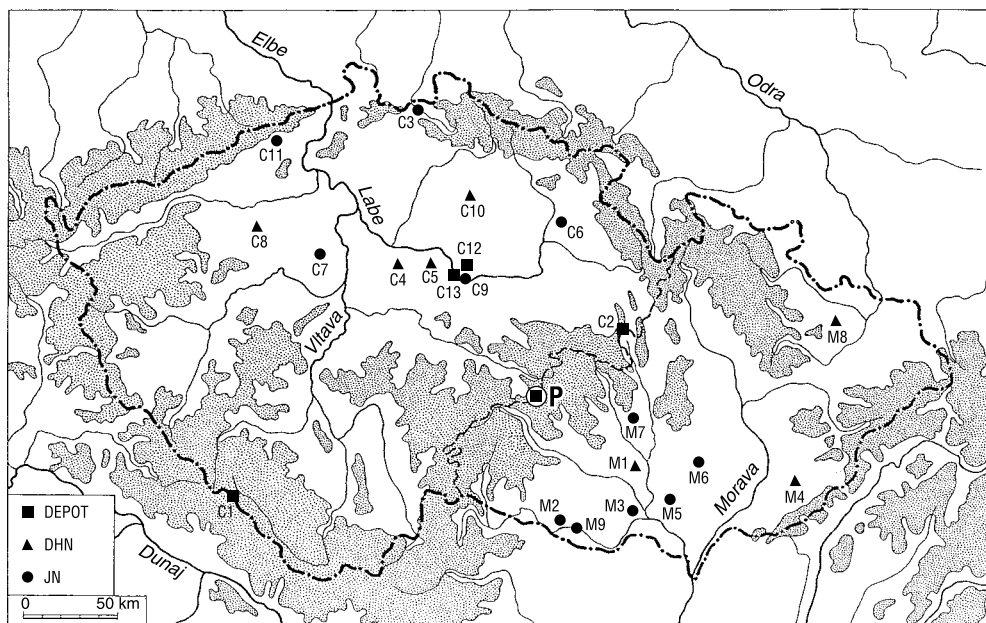 Elbe
Odra
C3
C11
Labe
C10
C8
C6
C7
C12
C4
C5
C13
C9
C2
M8
Vltava
P
M7
M1
M6
Morava
M4
C1
M2
M9
M3
M5
Dunaj
DEPOT
DHN
JN
0 50 km